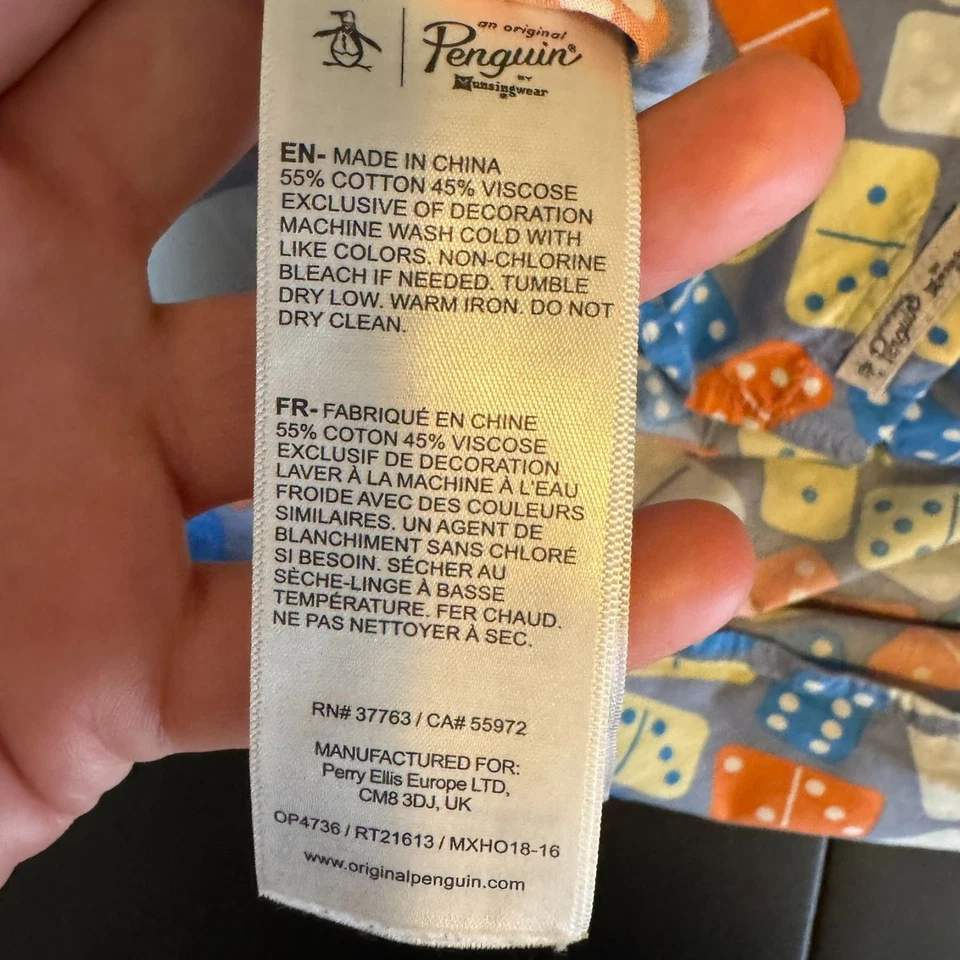 an original
Penguin®
BY
Munsingwear
EN- MADE IN CHINA
55% COTTON 45% VISCOSE
EXCLUSIVE OF DECORATION
MACHINE WASH COLD WITH
LIKE COLORS. NON-CHLORINE
BLEACH IF NEEDED. TUMBLE
DRY LOW. WARM IRON. DO NOT
DRY CLEAN.
FR- FABRIQUÉ EN CHINE
55% COTON 45% VISCOSE
EXCLUSIF DE DECORATION
LAVER À LA MACHINE À L'EAU
FROIDE AVEC DES COULEURS
SIMILAIRES. UN AGENT DE
BLANCHIMENT SANS CHLORÉ
SI BESOIN. SÉCHER AU
SÈCHE-LINGE À BASSE
TEMPÉRATURE. FER CHAUD.
NE PAS NETTOYER À SEC.
RN# 37763 / CA# 55972
MANUFACTURED FOR:
Perry Ellis Europe LTD,
CM8 3DJ, UK
OP4736 / RT21613 / MXHO18-16
www.originalpenguin.com
Penguin